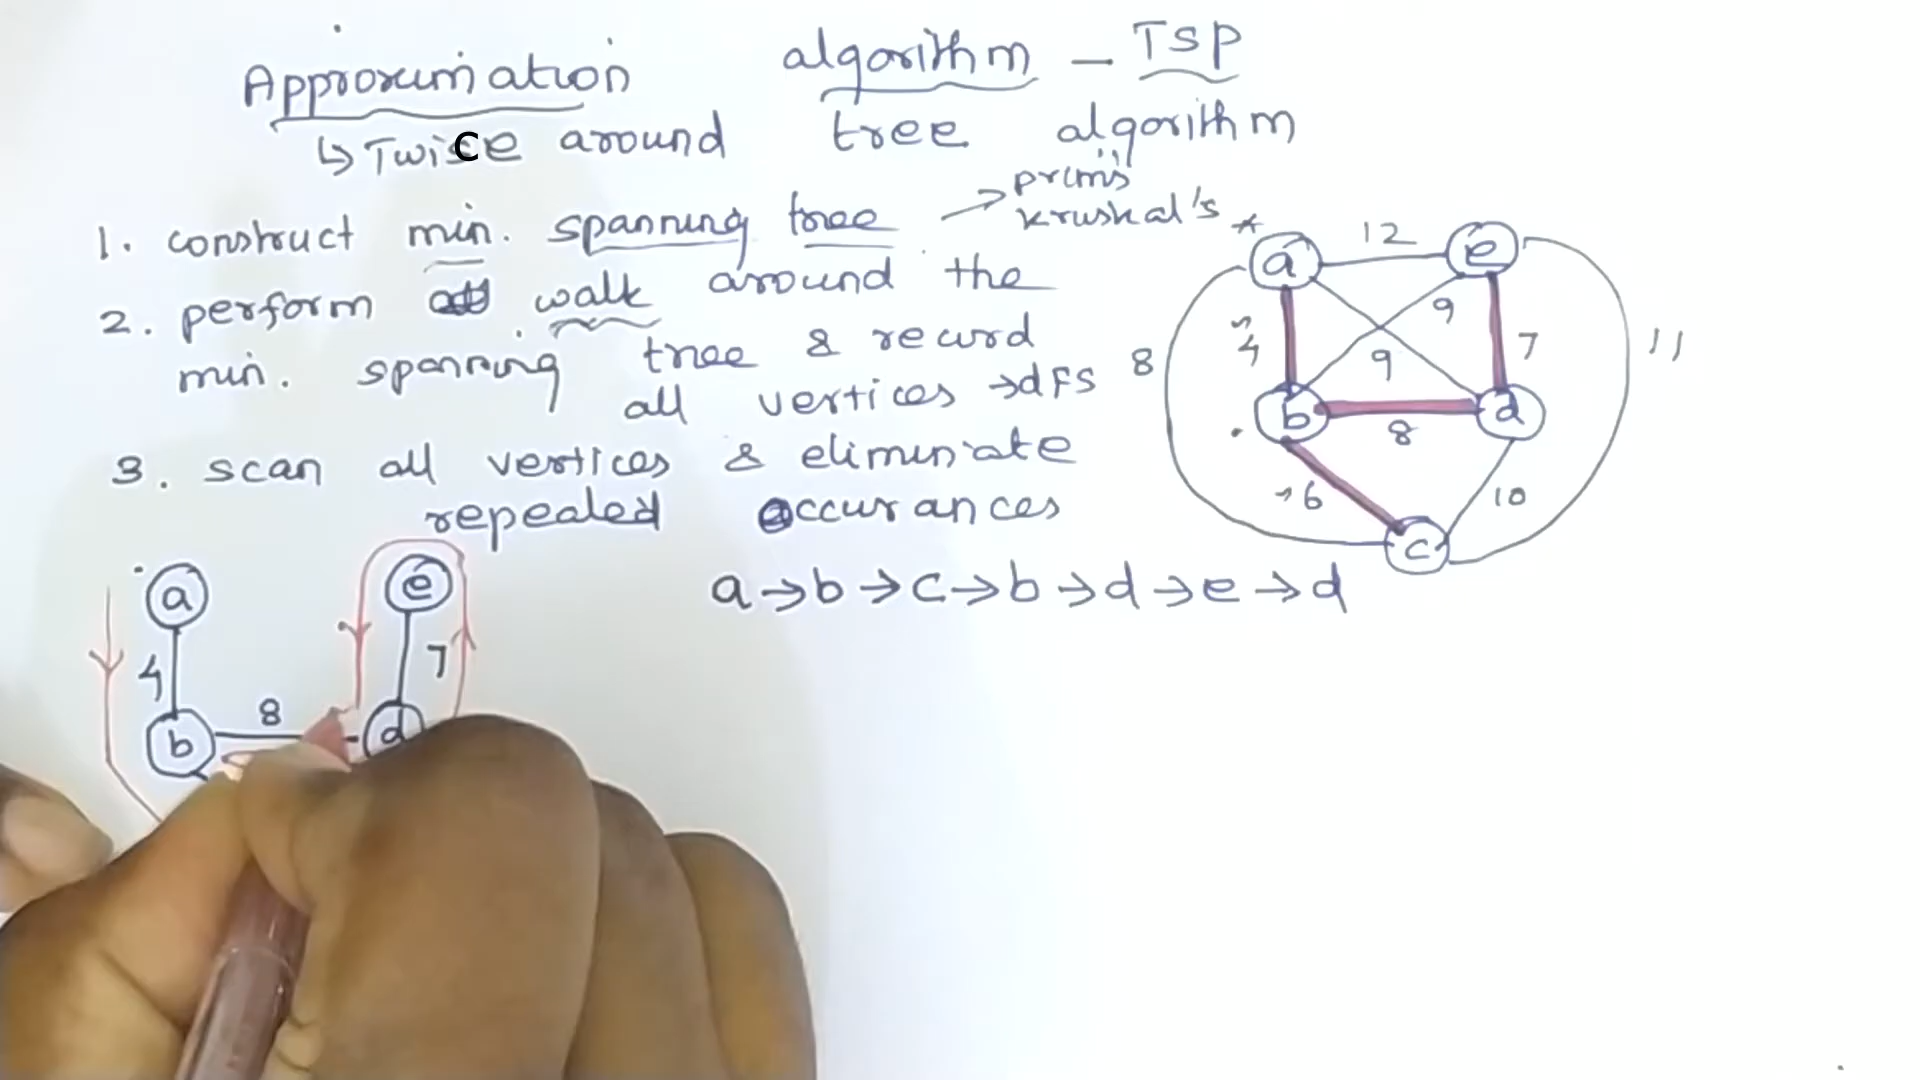 Approximation algorithm - TSP
↳ Twice around tree algorithm
1. construct min. spanning tree → prim's
kruskal's
2. perform walk around the
min. spanning tree & record
all vertices → dFS
3. scan all vertices & eliminate
repeated occurances
a → b → c → b → d → e → d
a 12 e
4 9 7
8 9 11
b 8 d
6 10
c
a e
4 7
b 8 d